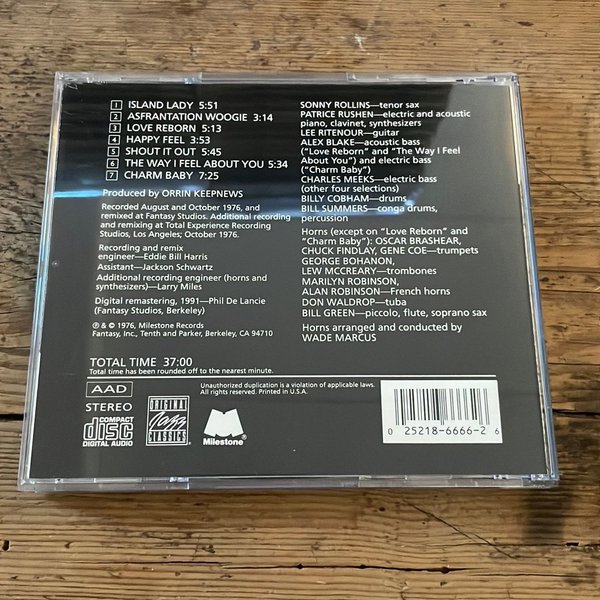 1 ISLAND LADY 5:51
2 ASFRANTATION WOOGIE 3:14
3 LOVE REBORN 5:13
4 HAPPY FEEL 3:53
5 SHOUT IT OUT 5:45
6 THE WAY I FEEL ABOUT YOU 5:34
7 CHARM BABY 7:25
Produced by ORRIN KEEPNEWS
Recorded August and October 1976, and
remixed at Fantasy Studios. Additional recording
and remixing at Total Experience Recording
Studios, Los Angeles; October 1976.
Recording and remix
engineer—Eddie Bill Harris
Assistant—Jackson Schwartz
Additional recording engineer (horns and
synthesizers)—Larry Miles
Digital remastering, 1991—Phil De Lancie
(Fantasy Studios, Berkeley)
℗ & © 1976, Milestone Records
Fantasy, Inc., Tenth and Parker, Berkeley, CA 94710
TOTAL TIME 37:00
Total time has been rounded off to the nearest minute.
SONNY ROLLINS—tenor sax
PATRICE RUSHEN—electric and acoustic
piano, clavinet, synthesizers
LEE RITENOUR—guitar
ALEX BLAKE—acoustic bass
("Love Reborn" and "The Way I Feel
About You") and electric bass
("Charm Baby")
CHARLES MEEKS—electric bass
(other four selections)
BILLY COBHAM—drums
BILL SUMMERS—conga drums,
percussion
Horns (except on "Love Reborn" and
"Charm Baby"): OSCAR BRASHEAR,
CHUCK FINDLAY, GENE COE—trumpets
GEORGE BOHANON,
LEW McCREARY—trombones
MARILYN ROBINSON,
ALAN ROBINSON—French horns
DON WALDROP—tuba
BILL GREEN—piccolo, flute, soprano sax
Horns arranged and conducted by
WADE MARCUS
AAD
STEREO
COMPACT
disc
DIGITAL AUDIO
ORIGINAL
Jazz
CLASSICS
Milestone®
Unauthorized duplication is a violation of applicable laws.
All rights reserved. Printed in U.S.A.
0 25218-6666-2 6